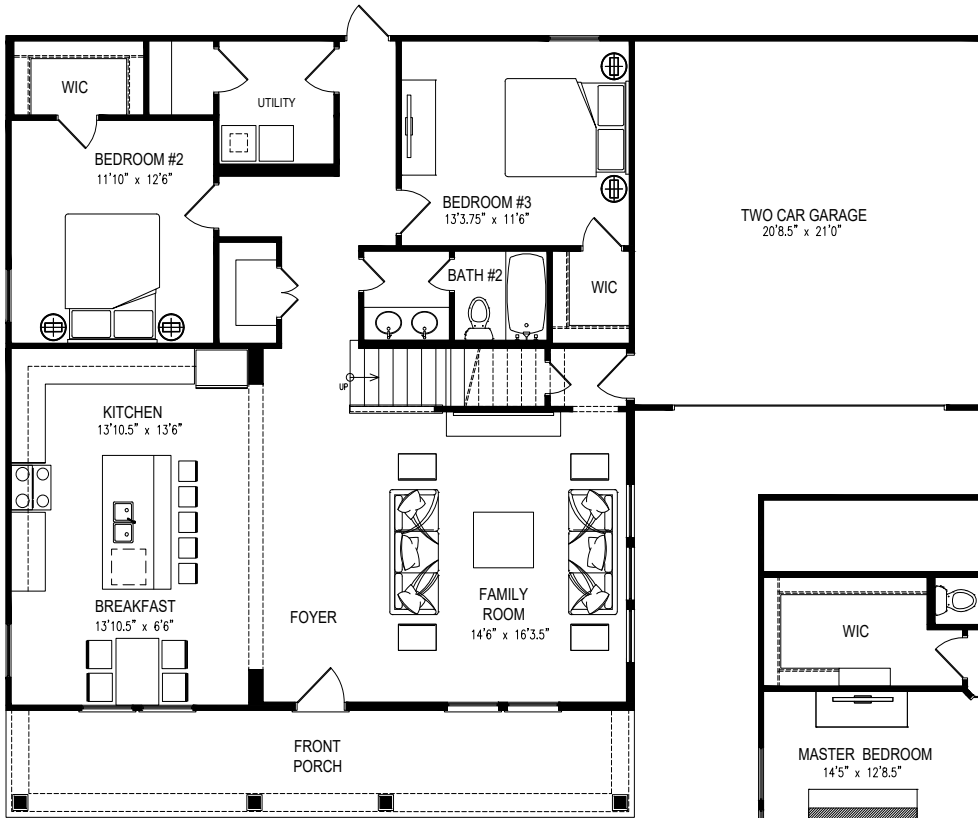 WIC
UTILITY
BEDROOM #2
11'10" x 12'6"
BEDROOM #3
13'3.75" x 11'6"
TWO CAR GARAGE
20'8.5" x 21'0"
BATH #2
WIC
UP
KITCHEN
13'10.5" x 13'6"
BREAKFAST
13'10.5" x 6'6"
FOYER
FAMILY
ROOM
14'6" x 16'3.5"
WIC
FRONT
PORCH
MASTER BEDROOM
14'5" x 12'8.5"